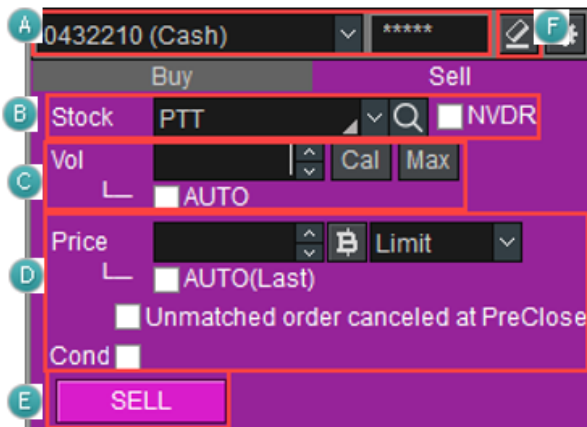 A 0432210 (Cash) ***** F
Buy Sell
B Stock PTT NVDR
C Vol Cal Max
AUTO
D Price ฿ Limit
AUTO(Last)
Unmatched order canceled at PreClose
Cond
E SELL